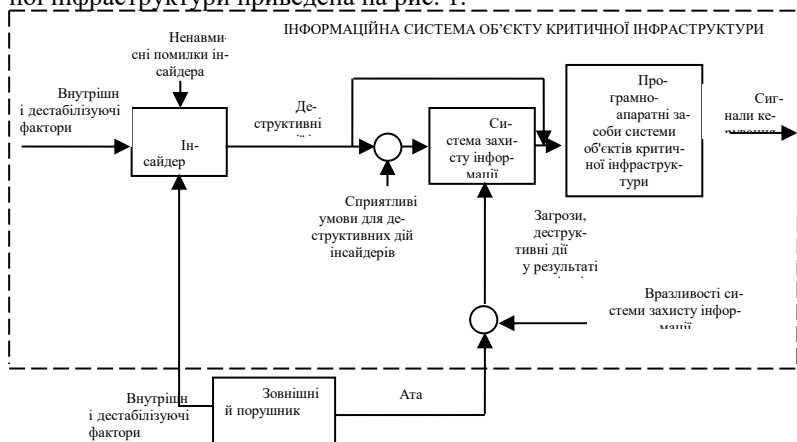 ної інфраструктури приведена на рис. 1.
ІНФОРМАЦІЙНА СИСТЕМА ОБ’ЄКТУ КРИТИЧНОЇ ІНФРАСТРУКТУРИ
Ненавми-
сні помилки ін-
сайдера
Внутрішн
і дестабілізуючі
фактори
Ін-
сайдер
Де-
структивні
Сприятливі
умови для де-
структивних дій
інсайдерів
Си-
стема захи-
сту інфор-
мації
Про-
грамно-
апаратні за-
соби системи
об'єктів критич-
ної інфраструк-
тури
Сиг-
нали ке-
рування
Загрози,
деструк-
тивні дії
у результаті
Вразливості си-
стеми захисту інфор-
мації
Внутрішн
і дестабілізуючі
фактори
Зовнішні
й порушник
Ата